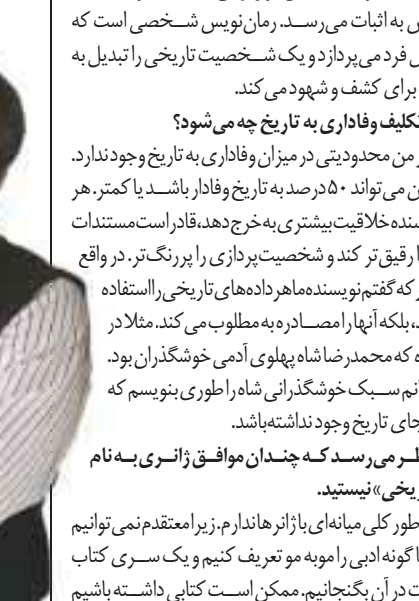 ش به اثبات می‌رسد. رمان‌نویس شخصی است که
ل فرد می‌پردازد و یک شخصیت تاریخی را تبدیل به
برای کشف و شهود می‌کند.
تکلیف وفاداری به تاریخ چه می‌شود؟
ر من محدودیتی در میزان وفاداری به تاریخ وجود ندارد.
ن می‌تواند ۵۰ درصد به تاریخ وفادار باشد یا کمتر. هر
سنده خلاقیت بیشتری به خرج دهد، قادر است مستندات
ا رقیق‌تر کند و شخصیت‌پردازی را پررنگ‌تر. در واقع
ر که گفتم نویسنده ماهر داده‌های تاریخی را استفاده
د، بلکه آنها را مصادره به مطلوب می‌کند. مثلا در
ه که محمدرضا شاه پهلوی آدمی خوشگذران بود.
انم سبک خوشگذرانی شاه را طوری بنویسم که
جای تاریخ وجود نداشته باشد.
ظر می‌رسد که چندان موافق ژانری به نام
ریخی» نیستید.
طور کلی میانه‌ای با ژانرها ندارم. زیرا معتقدم نمی‌توانیم
ا گونه ادبی را مو به مو تعریف کنیم و یک سری کتاب
ت در آن بگنجانیم. ممکن است کتابی داشته باشیم